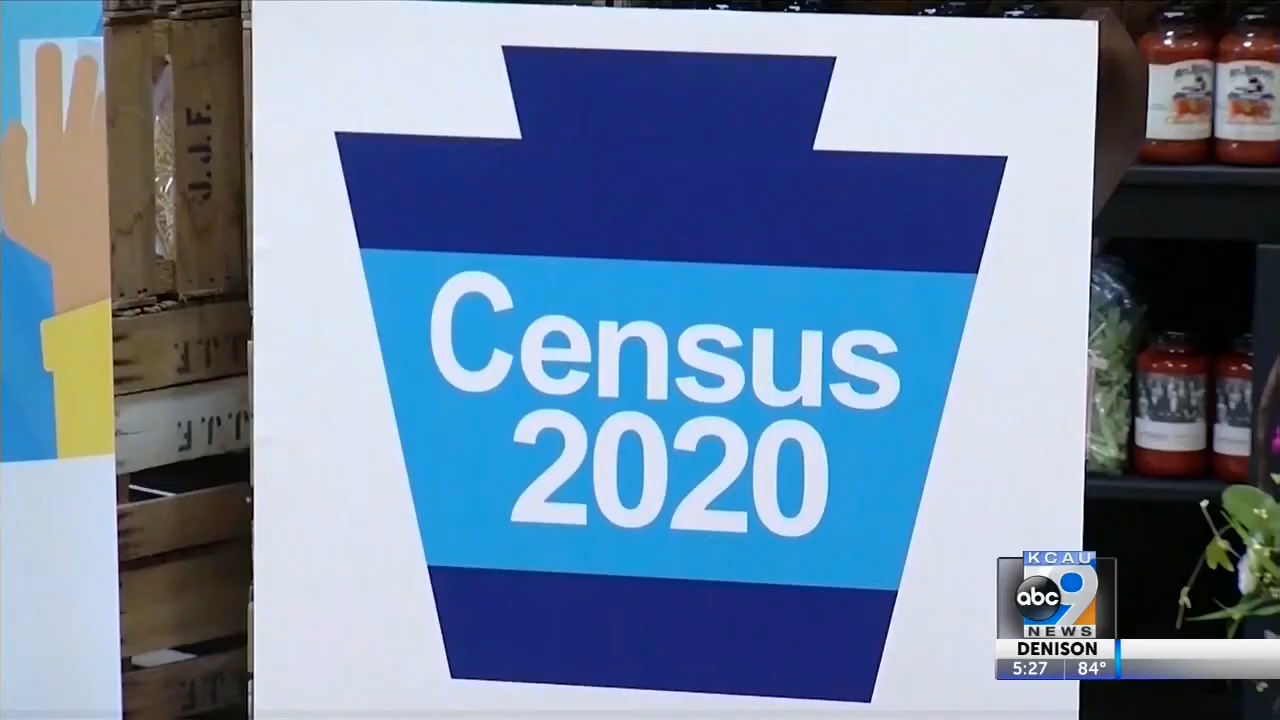 J.J.F.
J.J.F.
J.J.F.
J.J.F.
Census
2020
KCAU
abc
9
NEWS
DENISON
5:27
84°